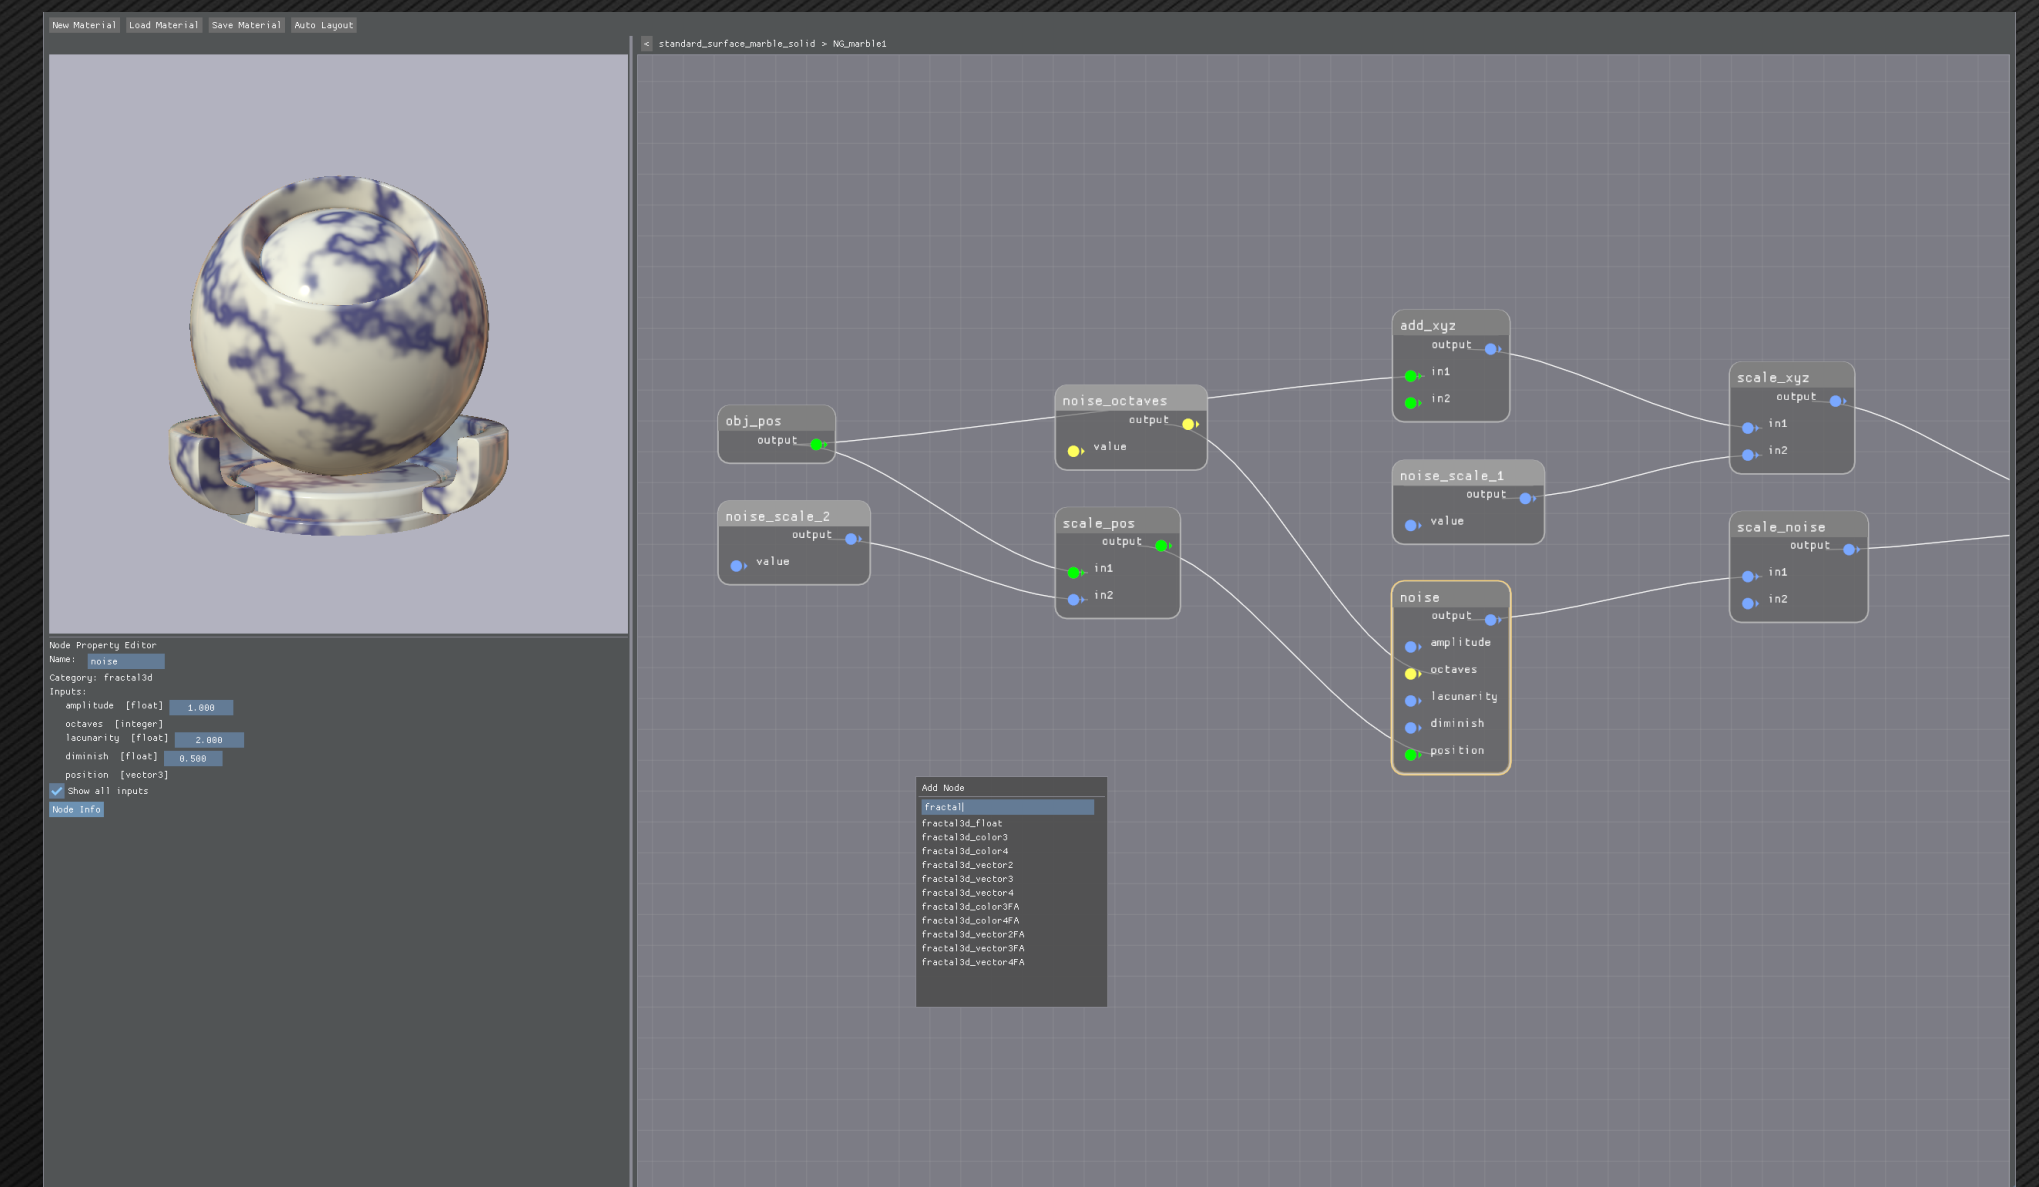 New Material Load Material Save Material Auto Layout
< standard_surface_marble_solid > NG_marble1
obj_pos
output
noise_scale_2
output
value
noise_octaves
output
value
scale_pos
output
in1
in2
add_xyz
output
in1
in2
noise_scale_1
output
value
noise
output
amplitude
octaves
lacunarity
diminish
position
scale_xyz
output
in1
in2
scale_noise
output
in1
in2
Node Property Editor
Name: noise
Category: fractal3d
Inputs:
amplitude [float] 1.000
octaves [integer]
lacunarity [float] 2.000
diminish [float] 0.500
position [vector3]
Show all inputs
Node Info
Add Node
fractal
fractal3d_float
fractal3d_color3
fractal3d_color4
fractal3d_vector2
fractal3d_vector3
fractal3d_vector4
fractal3d_color3FA
fractal3d_color4FA
fractal3d_vector2FA
fractal3d_vector3FA
fractal3d_vector4FA